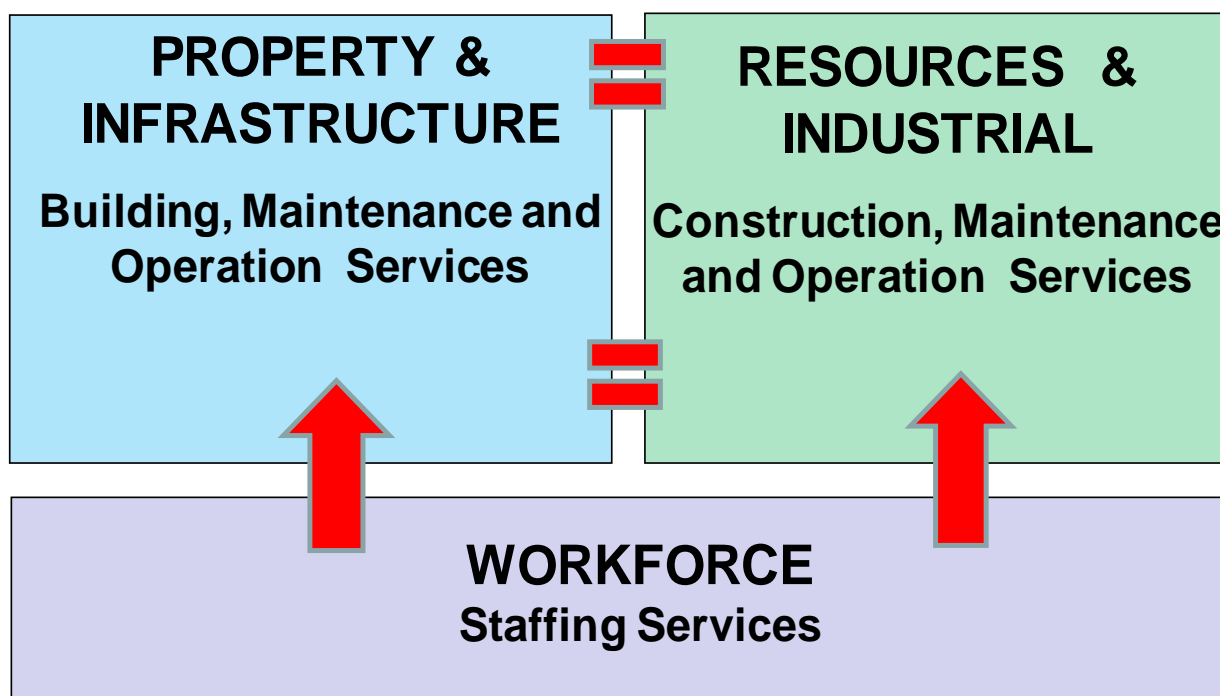 PROPERTY &
INFRASTRUCTURE
Building, Maintenance and
Operation Services
RESOURCES &
INDUSTRIAL
Construction, Maintenance
and Operation Services
WORKFORCE
Staffing Services